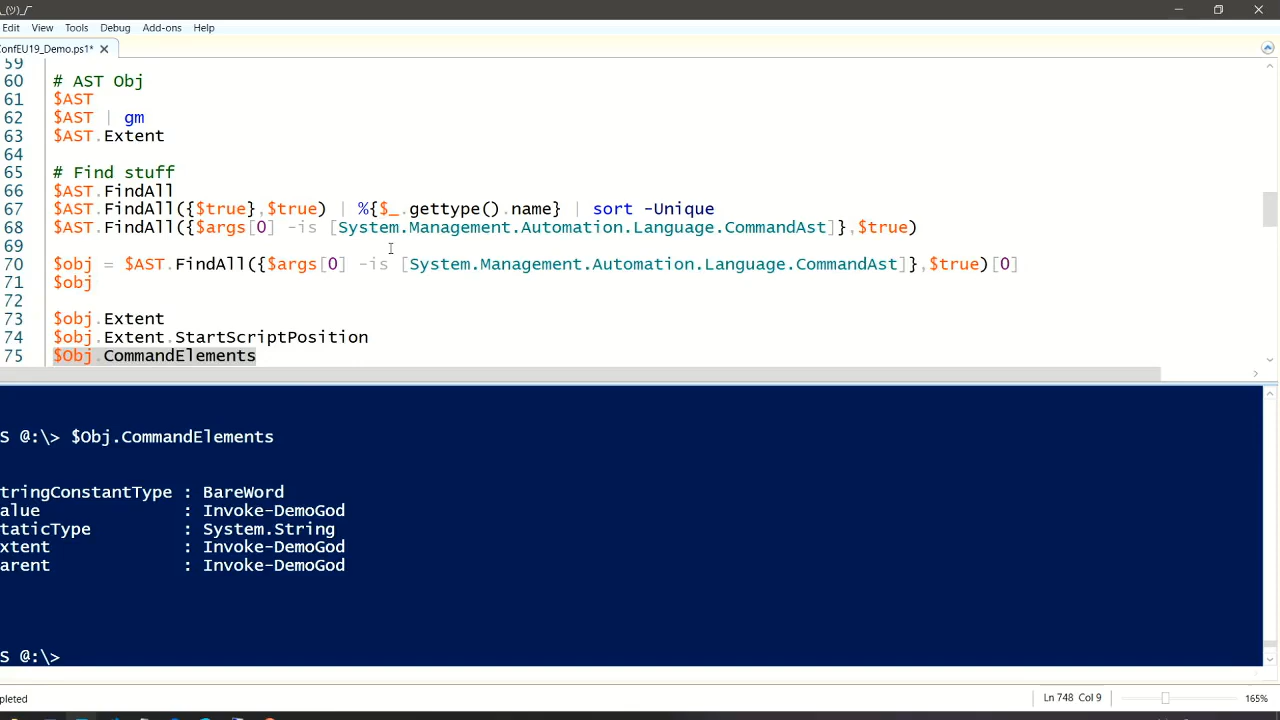 Edit View Tools Debug Add-ons Help
onfEU19_Demo.ps1*
59
60 # AST Obj
61 $AST
62 $AST | gm
63 $AST.Extent
64
65 # Find stuff
66 $AST.FindAll
67 $AST.FindAll({$true},$true) | %{$_.gettype().name} | sort -Unique
68 $AST.FindAll({$args[0] -is [System.Management.Automation.Language.CommandAst]},$true)
69
70 $obj = $AST.FindAll({$args[0] -is [System.Management.Automation.Language.CommandAst]},$true)[0]
71 $obj
72
73 $obj.Extent
74 $obj.Extent.StartScriptPosition
75 $Obj.CommandElements
S @:\> $Obj.CommandElements
tringConstantType : BareWord
alue : Invoke-DemoGod
taticType : System.String
xtent : Invoke-DemoGod
arent : Invoke-DemoGod
S @:\>
pleted
Ln 748 Col 9
165%